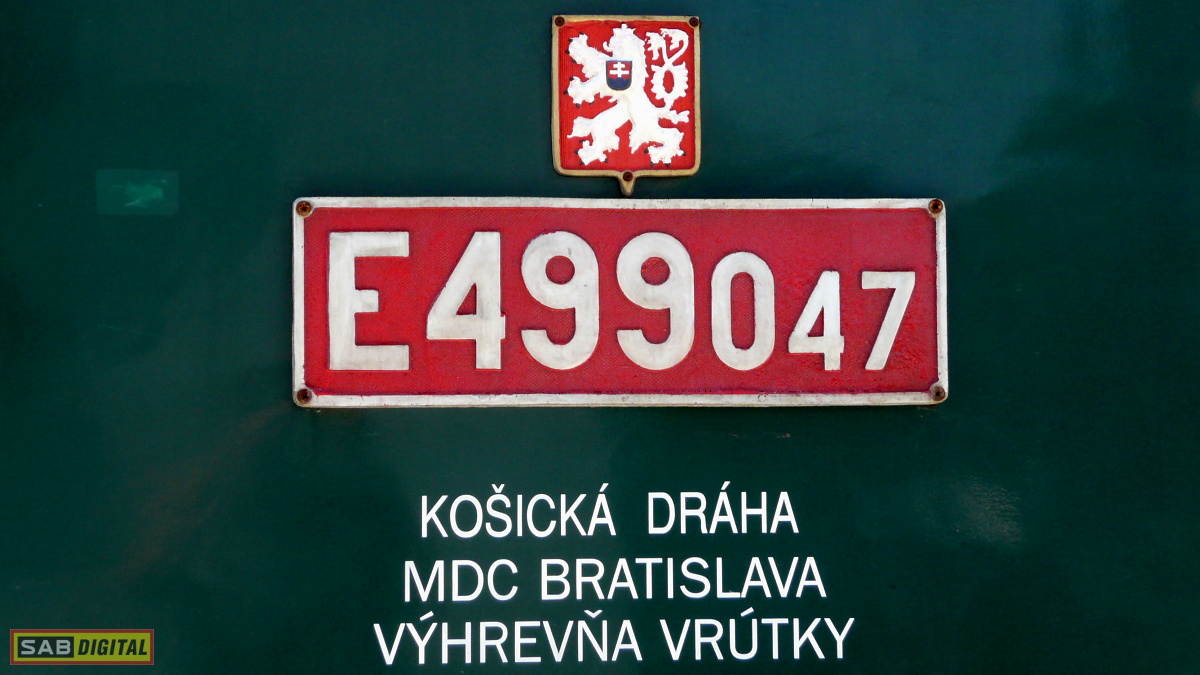 E499047
KOŠICKÁ DRÁHA
MDC BRATISLAVA
VÝHREVŇA VRÚTKY
SAB DIGITAL